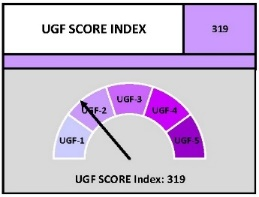 UGF SCORE INDEX 319
UGF-1
UGF-2
UGF-3
UGF-4
UGF-5
UGF SCORE Index: 319